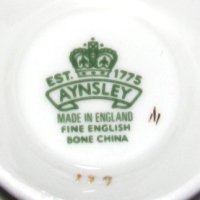 EST. 1775
AYNSLEY
MADE IN ENGLAND
FINE ENGLISH
BONE CHINA